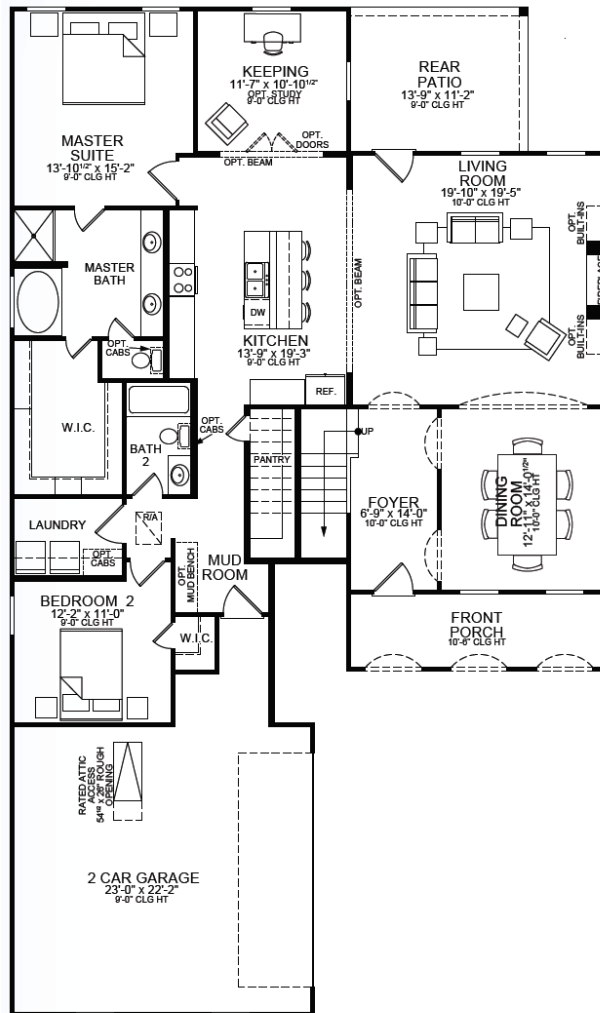 KEEPING
11'-7" x 10'-10 1/2"
OPT. STUDY
9'-0" CLG HT
REAR
PATIO
13'-9" x 11'-2"
9'-0" CLG HT
OPT.
DOORS
OPT. BEAM
MASTER
SUITE
13'-10 1/2" x 15'-2"
9'-0" CLG HT
LIVING
ROOM
19'-10" x 19'-5"
10'-0" CLG HT
OPT.
BUILT-INS
MASTER
BATH
OPT. BEAM
DW
OPT.
BUILT-INS
KITCHEN
13'-9" x 19'-3"
9'-0" CLG HT
OPT.
CABS
REF.
W.I.C.
OPT.
CABS
UP
BATH
2
PANTRY
FOYER
6'-9" x 14'-0"
10'-0" CLG HT
DINING
ROOM
12'-11" x 14'-0 1/2"
10'-0" CLG HT
LAUNDRY
R/A
OPT.
CABS
OPT.
MUD BENCH
MUD
ROOM
BEDROOM 2
12'-2" x 11'-0"
9'-0" CLG HT
W.I.C.
FRONT
PORCH
10'-6" CLG HT
RATED ATTIC
ACCESS
54" x 26" ROUGH
OPENING
2 CAR GARAGE
23'-0" x 22'-2"
9'-0" CLG HT